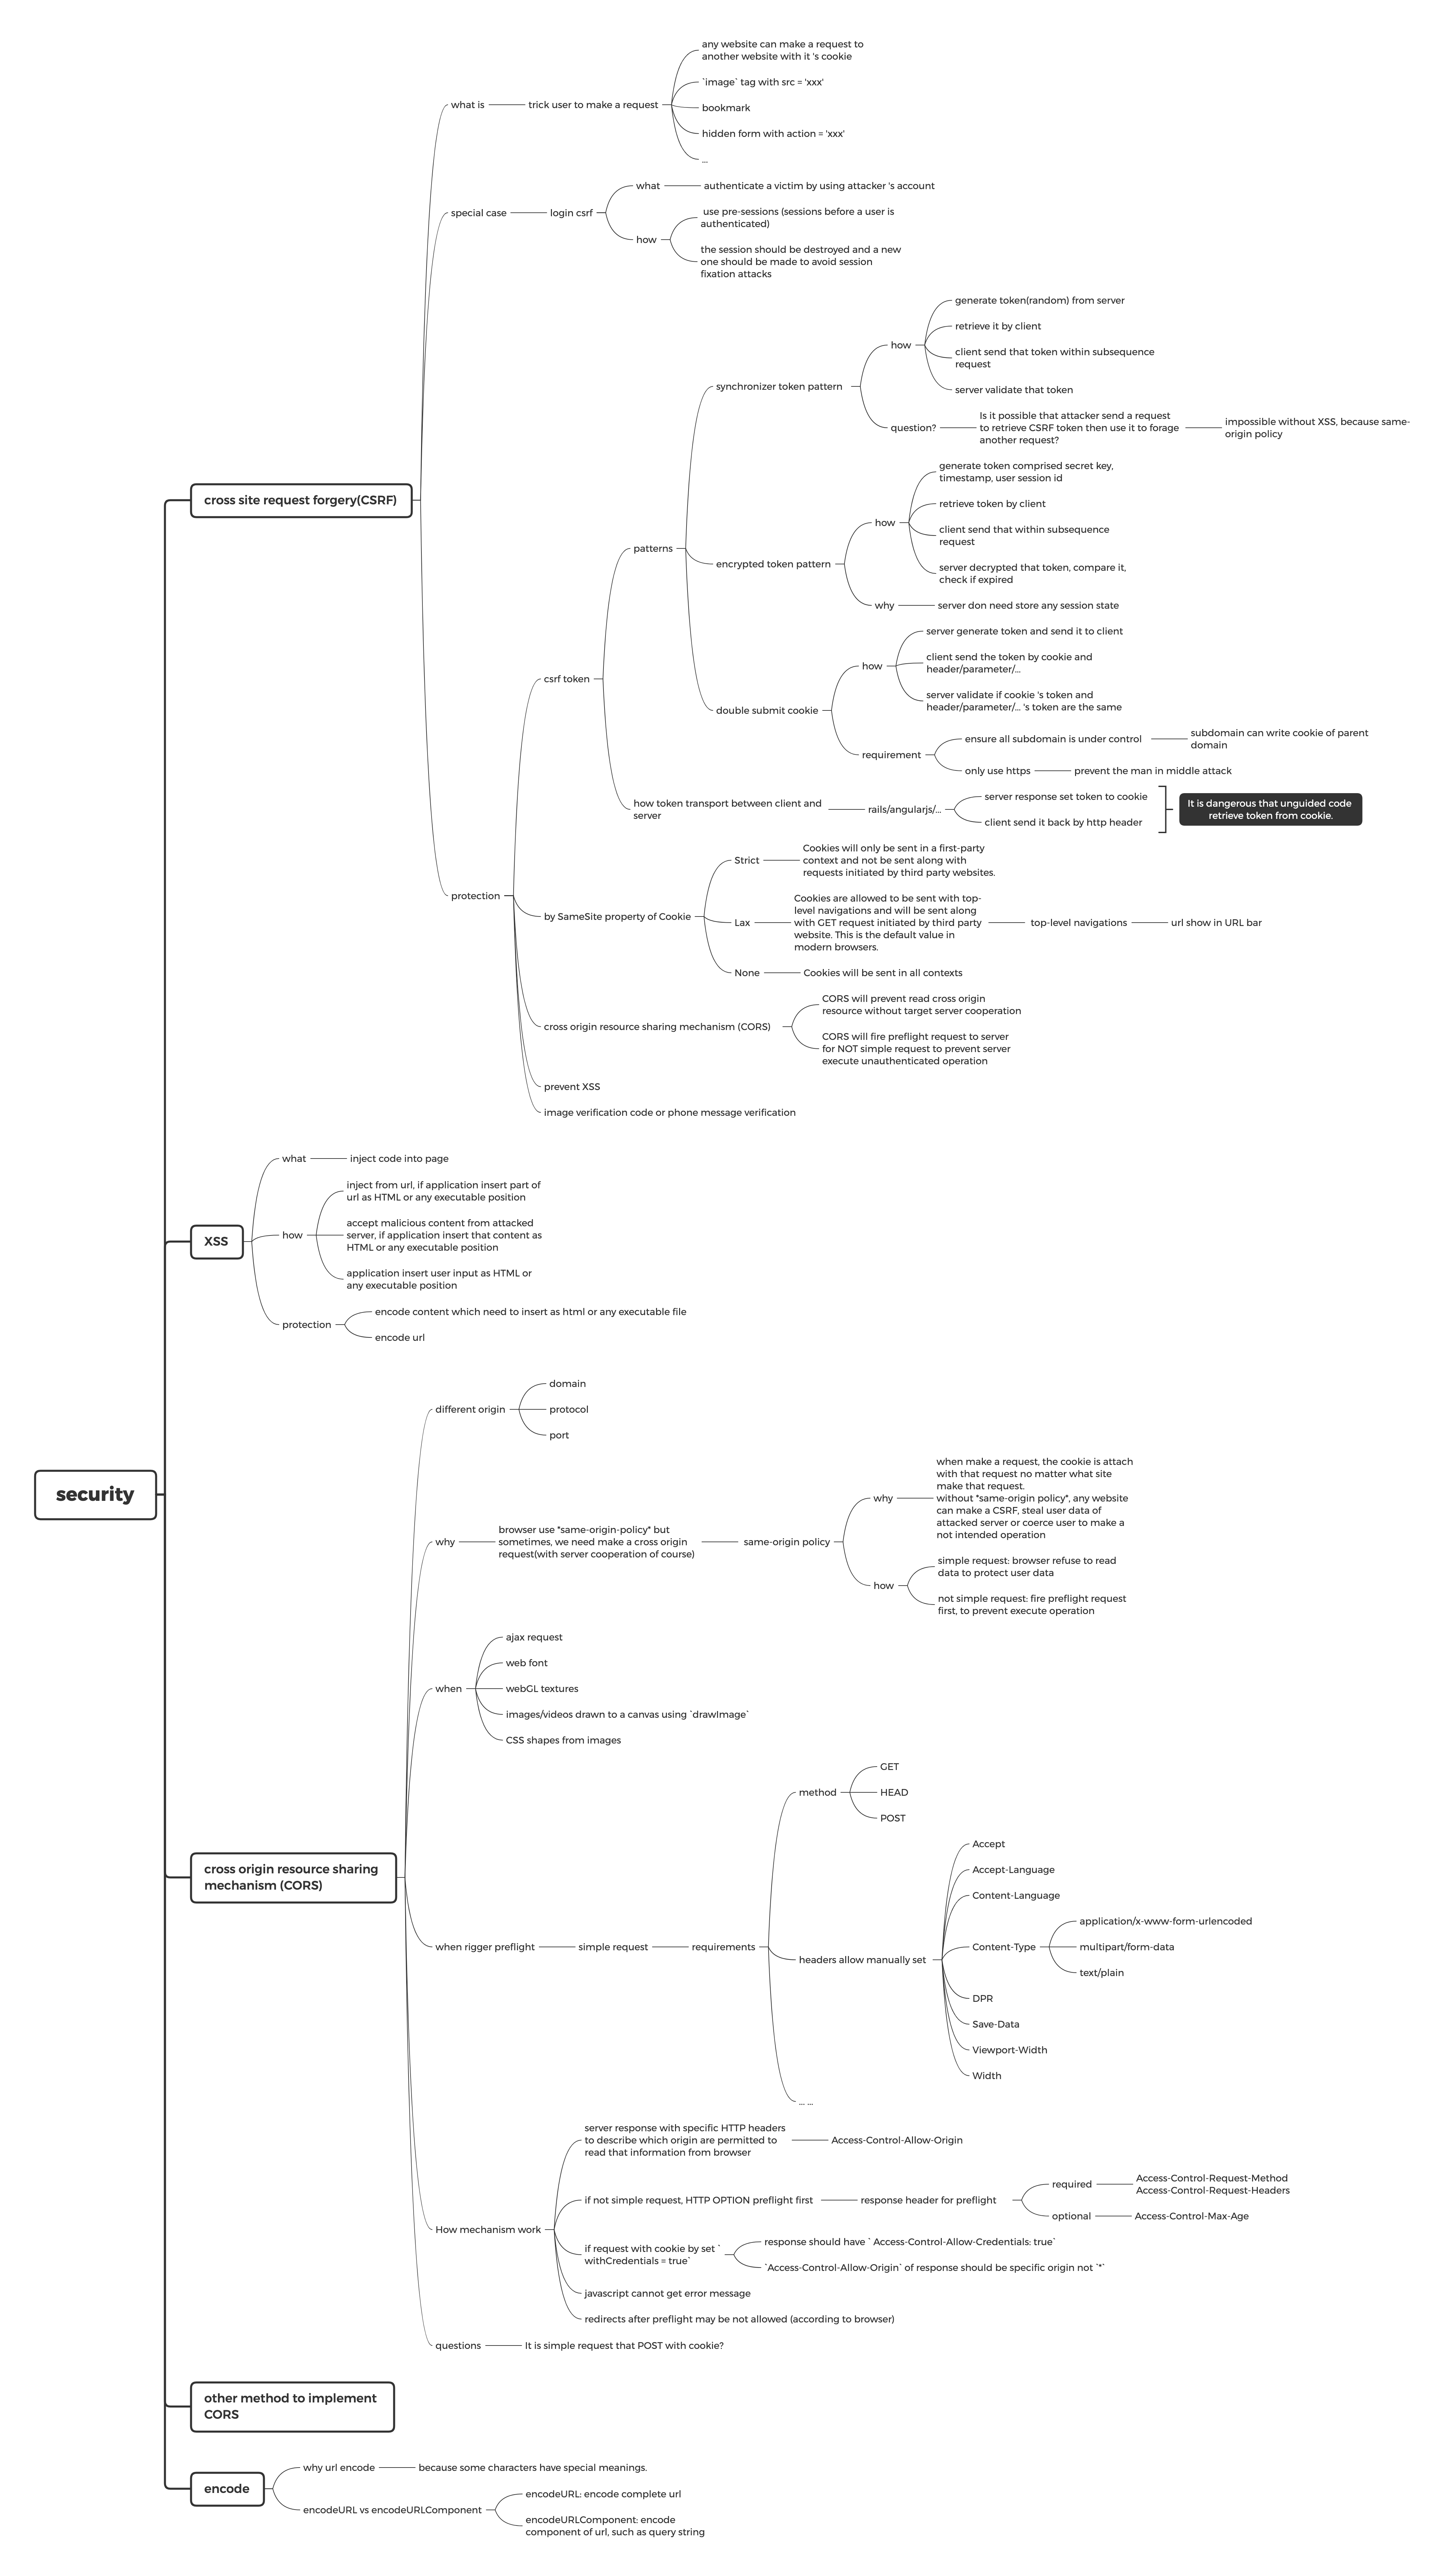 any website can make a request to
another website with it 's cookie
`image` tag with src = 'xxx'
what is
trick user to make a request
bookmark
hidden form with action = 'xxx'
...
what
authenticate a victim by using attacker 's account
special case
login csrf
use pre-sessions (sessions before a user is
authenticated)
how
the session should be destroyed and a new
one should be made to avoid session
fixation attacks
generate token(random) from server
retrieve it by client
how
client send that token within subsequence
request
synchronizer token pattern
server validate that token
question?
Is it possible that attacker send a request
to retrieve CSRF token then use it to forage
another request?
impossible without XSS, because same-
origin policy
cross site request forgery(CSRF)
generate token comprised secret key,
timestamp, user session id
retrieve token by client
how
client send that within subsequence
request
patterns
encrypted token pattern
server decrypted that token, compare it,
check if expired
why
server don need store any session state
server generate token and send it to client
how
client send the token by cookie and
header/parameter/...
csrf token
server validate if cookie 's token and
header/parameter/... 's token are the same
double submit cookie
requirement
ensure all subdomain is under control
subdomain can write cookie of parent
domain
only use https
prevent the man in middle attack
how token transport between client and
server
rails/angularjs/...
server response set token to cookie
client send it back by http header
It is dangerous that unguided code
retrieve token from cookie.
protection
Strict
Cookies will only be sent in a first-party
context and not be sent along with
requests initiated by third party websites.
by SameSite property of Cookie
Lax
Cookies are allowed to be sent with top-
level navigations and will be sent along
with GET request initiated by third party
website. This is the default value in
modern browsers.
top-level navigations
url show in URL bar
None
Cookies will be sent in all contexts
cross origin resource sharing mechanism (CORS)
CORS will prevent read cross origin
resource without target server cooperation
CORS will fire preflight request to server
for NOT simple request to prevent server
execute unauthenticated operation
prevent XSS
image verification code or phone message verification
what
inject code into page
inject from url, if application insert part of
url as HTML or any executable position
XSS
how
accept malicious content from attacked
server, if application insert that content as
HTML or any executable position
application insert user input as HTML or
any executable position
protection
encode content which need to insert as html or any executable file
encode url
different origin
domain
protocol
port
security
why
browser use "same-origin-policy" but
sometimes, we need make a cross origin
request(with server cooperation of course)
same-origin policy
why
when make a request, the cookie is attach
with that request no matter what site
make that request.
without "same-origin policy", any website
can make a CSRF, steal user data of
attacked server or coerce user to make a
not intended operation
how
simple request: browser refuse to read
data to protect user data
not simple request: fire preflight request
first, to prevent execute operation
when
ajax request
web font
webGL textures
images/videos drawn to a canvas using `drawImage`
CSS shapes from images
cross origin resource sharing
mechanism (CORS)
method
GET
HEAD
POST
when rigger preflight
simple request
requirements
headers allow manually set
Accept
Accept-Language
Content-Language
Content-Type
application/x-www-form-urlencoded
multipart/form-data
text/plain
DPR
Save-Data
Viewport-Width
Width
... ...
How mechanism work
server response with specific HTTP headers
to describe which origin are permitted to
read that information from browser
Access-Control-Allow-Origin
if not simple request, HTTP OPTION preflight first
response header for preflight
required
Access-Control-Request-Method
Access-Control-Request-Headers
optional
Access-Control-Max-Age
if request with cookie by set `
withCredentials = true`
response should have ` Access-Control-Allow-Credentials: true`
`Access-Control-Allow-Origin` of response should be specific origin not `*`
javascript cannot get error message
redirects after preflight may be not allowed (according to browser)
questions
It is simple request that POST with cookie?
other method to implement
CORS
encode
why url encode
because some characters have special meanings.
encodeURL vs encodeURLComponent
encodeURL: encode complete url
encodeURLComponent: encode
component of url, such as query string